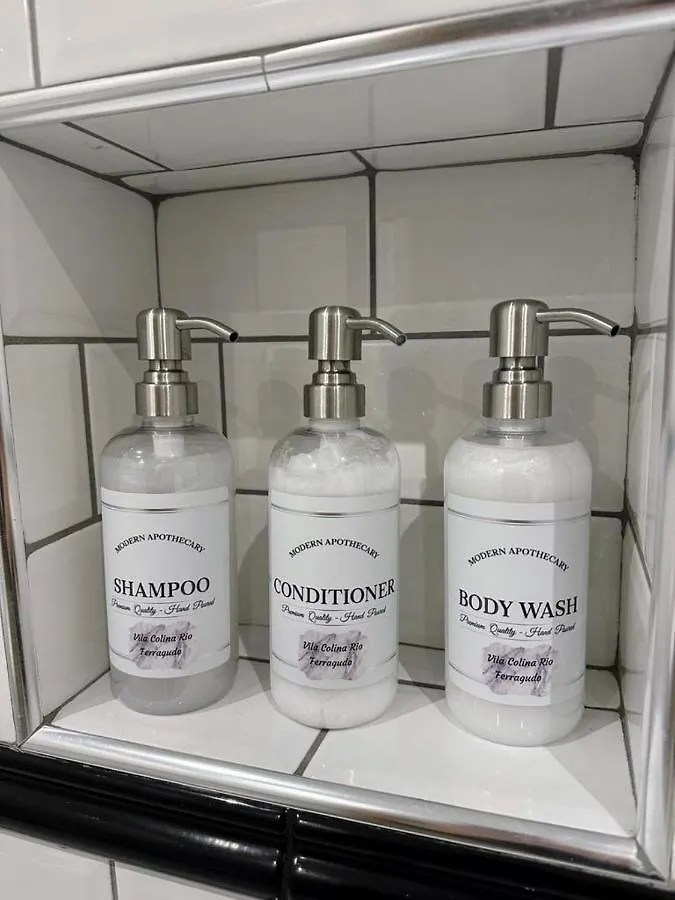 MODERN APOTHECARY
SHAMPOO
Premium Quality - Hand Poured
Vila Colina Rio
Ferragudo
MODERN APOTHECARY
CONDITIONER
Premium Quality - Hand Poured
Vila Colina Rio
Ferragudo
MODERN APOTHECARY
BODY WASH
Premium Quality - Hand Poured
Vila Colina Rio
Ferragudo